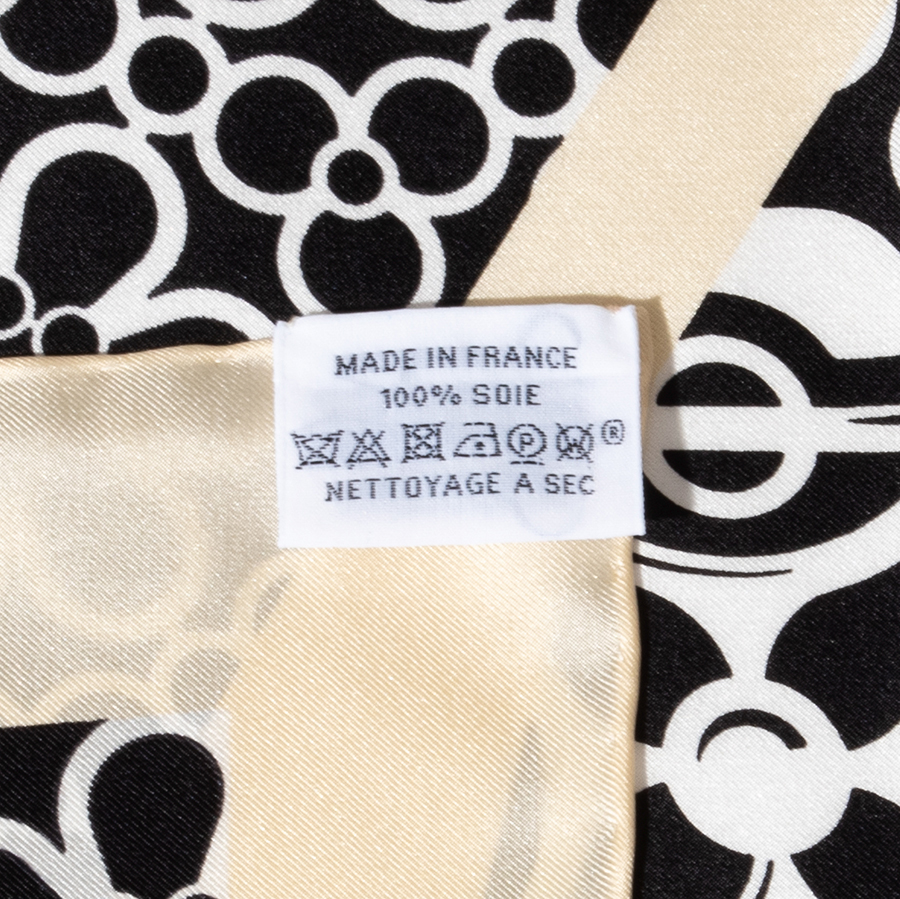 MADE IN FRANCE
100% SOIE
P W ®
NETTOYAGE A SEC